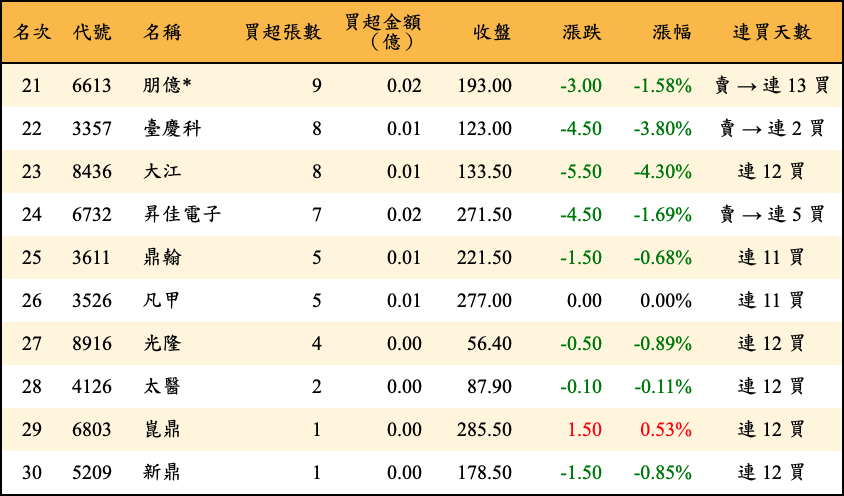 名次 代號 名稱 買超張數 買超金額（億） 收盤 漲跌 漲幅 連買天數
21 6613 朋億* 9 0.02 193.00 -3.00 -1.58% 賣 → 連 13 買
22 3357 臺慶科 8 0.01 123.00 -4.50 -3.80% 賣 → 連 2 買
23 8436 大江 8 0.01 133.50 -5.50 -4.30% 連 12 買
24 6732 昇佳電子 7 0.02 271.50 -4.50 -1.69% 賣 → 連 5 買
25 3611 鼎翰 5 0.01 221.50 -1.50 -0.68% 連 11 買
26 3526 凡甲 5 0.01 277.00 0.00 0.00% 連 11 買
27 8916 光隆 4 0.00 56.40 -0.50 -0.89% 連 12 買
28 4126 太醫 2 0.00 87.90 -0.10 -0.11% 連 12 買
29 6803 崑鼎 1 0.00 285.50 1.50 0.53% 連 12 買
30 5209 新鼎 1 0.00 178.50 -1.50 -0.85% 連 12 買